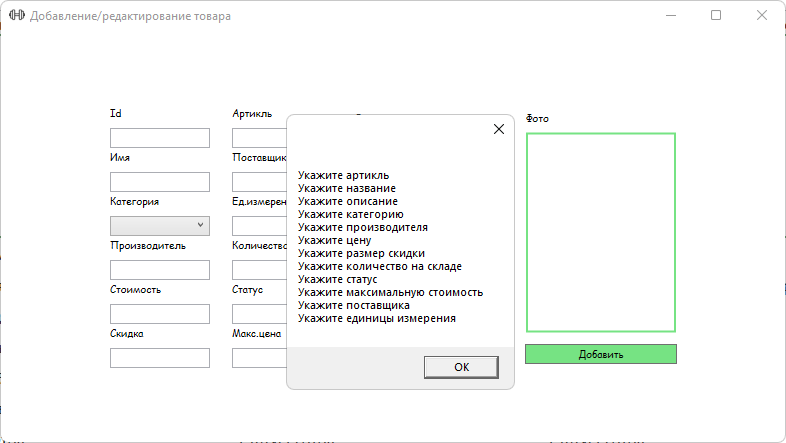 Добавление/редактирование товара
Id
Артикль
Фото
Имя
Поставщик
Категория
Ед.измерен
Производитель
Количество
Стоимость
Статус
Скидка
Макс.цена
Укажите артикль
Укажите название
Укажите описание
Укажите категорию
Укажите производителя
Укажите цену
Укажите размер скидки
Укажите количество на складе
Укажите статус
Укажите максимальную стоимость
Укажите поставщика
Укажите единицы измерения
OK
Добавить